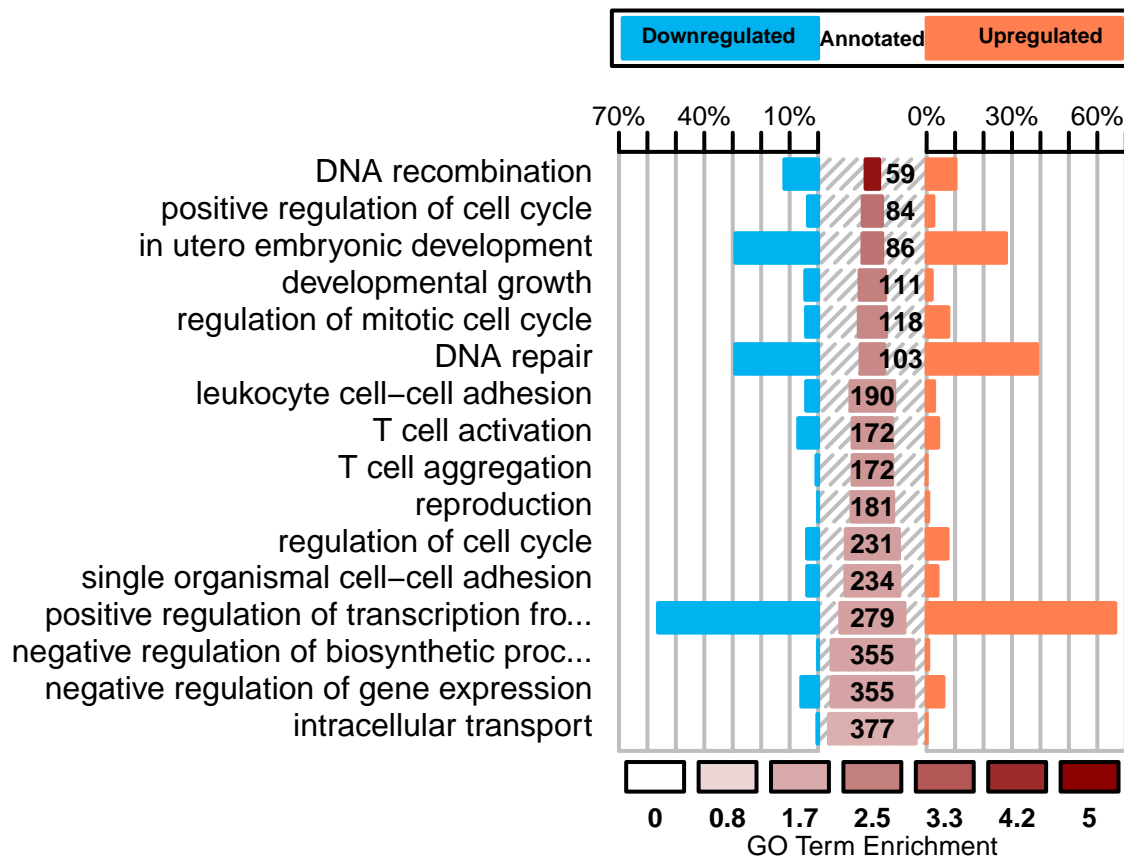 Downregulated Annotated Upregulated
70% 40% 10% 0% 30% 60%
DNA recombination 59
positive regulation of cell cycle 84
in utero embryonic development 86
developmental growth 111
regulation of mitotic cell cycle 118
DNA repair 103
leukocyte cell−cell adhesion 190
T cell activation 172
T cell aggregation 172
reproduction 181
regulation of cell cycle 231
single organismal cell−cell adhesion 234
positive regulation of transcription fro... 279
negative regulation of biosynthetic proc... 355
negative regulation of gene expression 355
intracellular transport 377
0 0.8 1.7 2.5 3.3 4.2 5
GO Term Enrichment